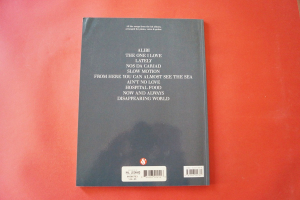 ALIBI
THE ONE I LOVE
LATELY
NOS DA CARIAD
SLOW MOTION
FROM HERE YOU CAN ALMOST SEE THE SEA
AIN'T NO LOVE
HOSPITAL FOOD
NOW AND ALWAYS
DISAPPEARING WORLD